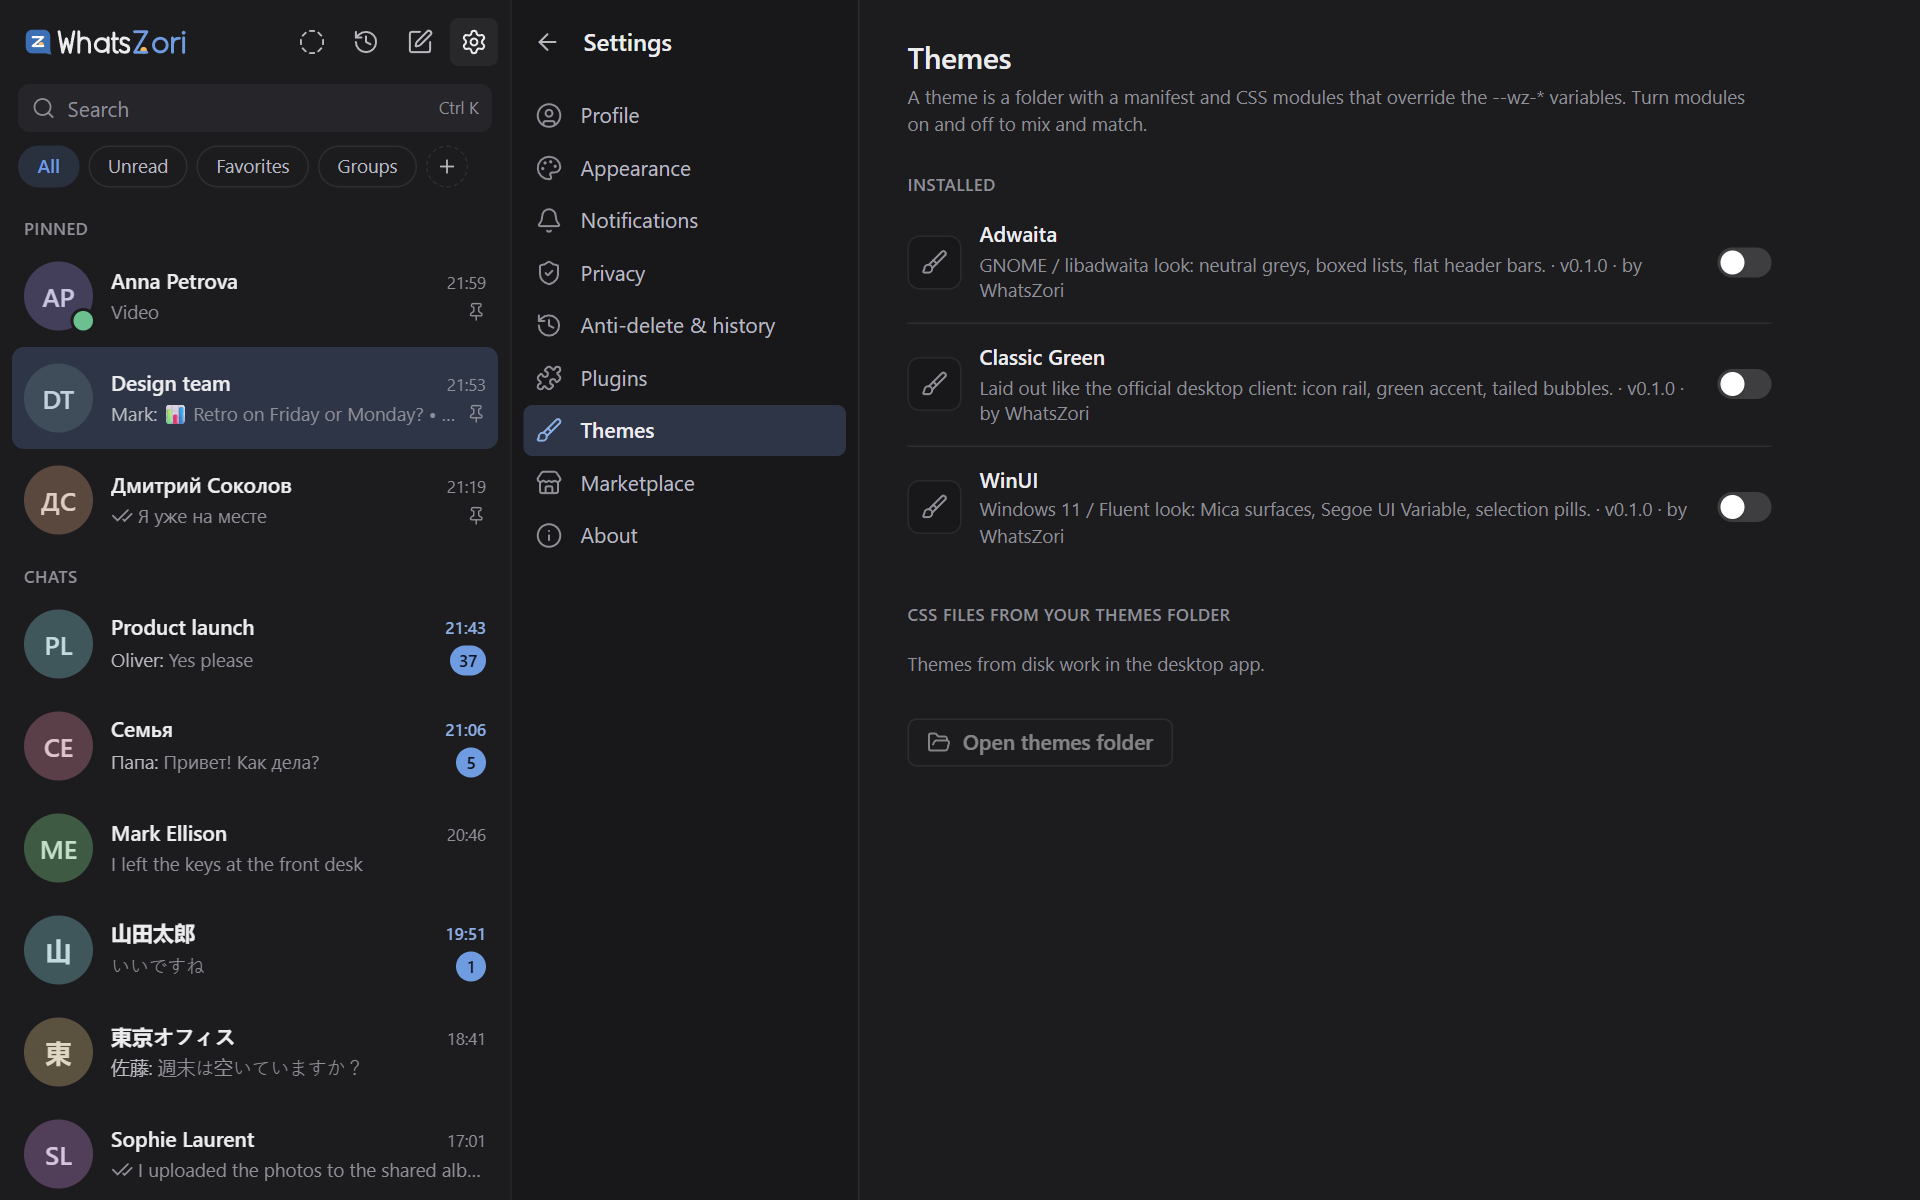 WhatsZori
Search
Ctrl K
All
Unread
Favorites
Groups
PINNED
AP
Anna Petrova
21:59
Video
DT
Design team
21:53
Mark: 📊 Retro on Friday or Monday? • ...
ДС
Дмитрий Соколов
21:19
Я уже на месте
CHATS
PL
Product launch
21:43
Oliver: Yes please
37
СЕ
Семья
21:06
Папа: Привет! Как дела?
5
ME
Mark Ellison
20:46
I left the keys at the front desk
山
山田太郎
19:51
いいですね
1
東
東京オフィス
18:41
佐藤: 週末は空いていますか？
SL
Sophie Laurent
17:01
I uploaded the photos to the shared alb...
Settings
Profile
Appearance
Notifications
Privacy
Anti-delete & history
Plugins
Themes
Marketplace
About
Themes
A theme is a folder with a manifest and CSS modules that override the --wz-* variables. Turn modules
on and off to mix and match.
INSTALLED
Adwaita
GNOME / libadwaita look: neutral greys, boxed lists, flat header bars. · v0.1.0 · by
WhatsZori
Classic Green
Laid out like the official desktop client: icon rail, green accent, tailed bubbles. · v0.1.0 ·
by WhatsZori
WinUI
Windows 11 / Fluent look: Mica surfaces, Segoe UI Variable, selection pills. · v0.1.0 · by
WhatsZori
CSS FILES FROM YOUR THEMES FOLDER
Themes from disk work in the desktop app.
Open themes folder